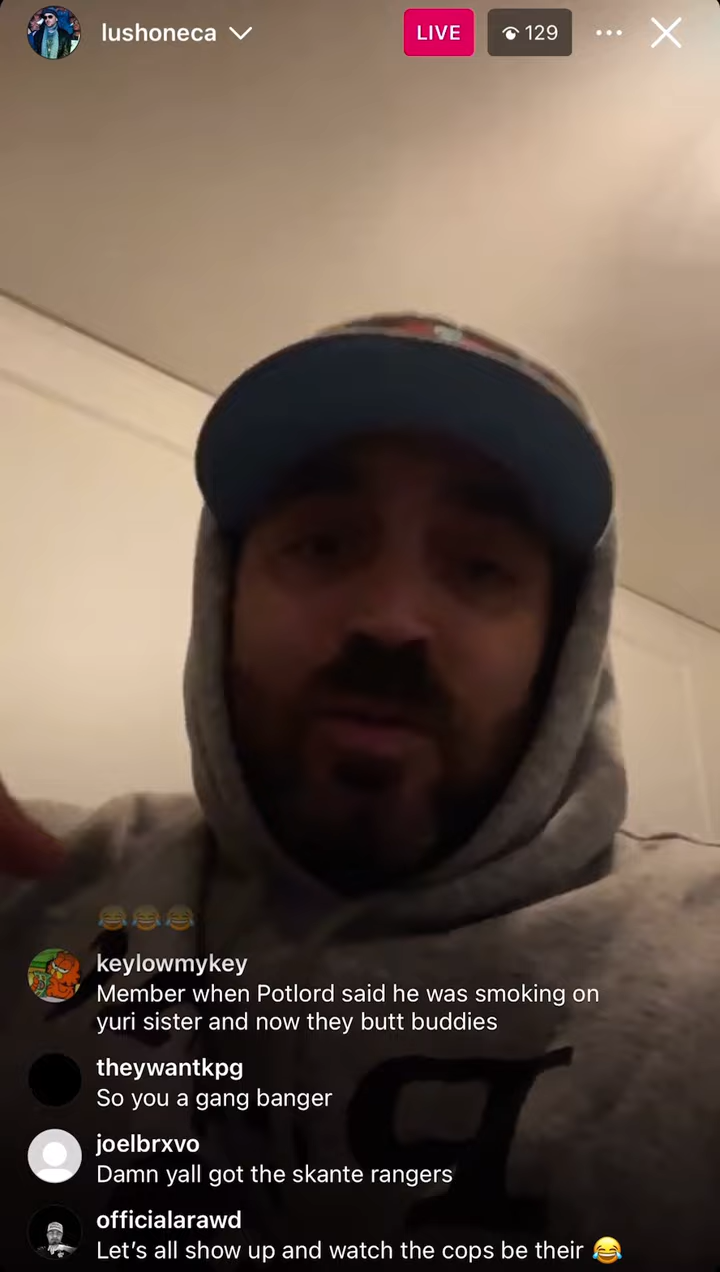 lushoneca
LIVE
129
😂😂😂
keylowmykey
Member when Potlord said he was smoking on
yuri sister and now they butt buddies
theywantkpg
So you a gang banger
joelbrxvo
Damn yall got the skante rangers
officialarawd
Let’s all show up and watch the cops be their 😂